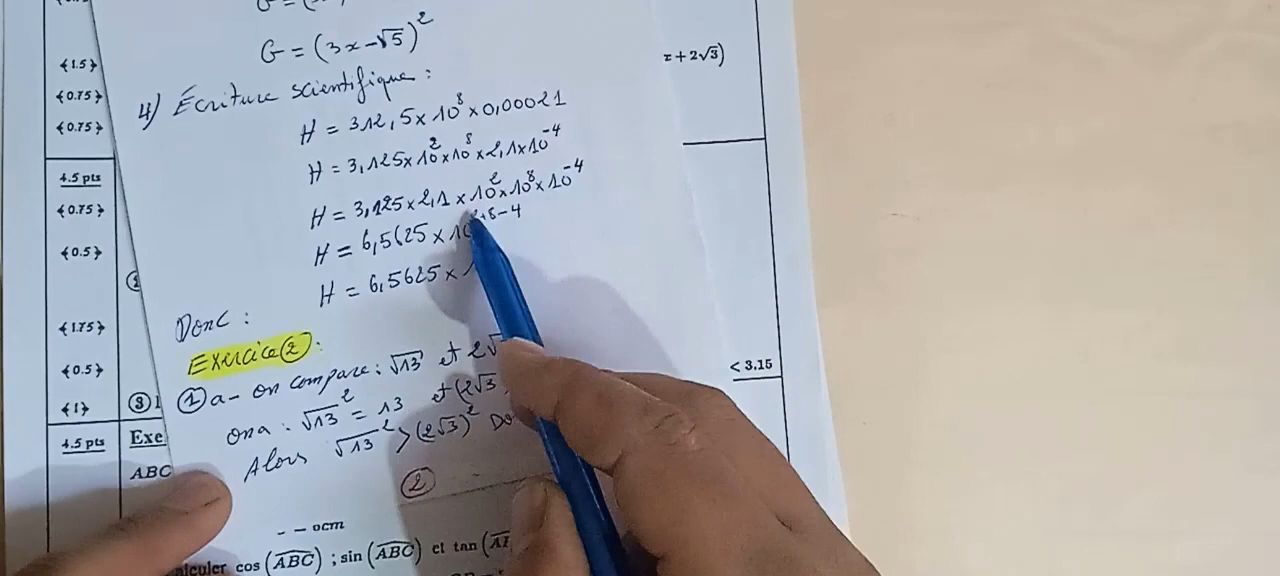 G = (3x-√5)²
4) Écriture scientifique :
H = 312,5 x 10⁸ x 0,00021
H = 3,125 x 10² x 10⁸ x 2,1 x 10⁻⁴
H = 3,125 x 2,1 x 10² x 10⁸ x 10⁻⁴
H = 6,5625 x 10
H = 6,5625 x
Donc :
Exercice ② :
① a- on compare : √13 et 2√
on a : √13² = 13 et (2√3
Alors √13² > (2√3)² Do
②
<1.5>
<0.75>
<0.75>
4.5 pts
<0.75>
<0.5>
<1.75>
<0.5>
<1>
③
4.5 pts
Exe
ABC
x + 2√3)
< 3.15
cm
calculer cos(ABC) ; sin(ABC) et tan(